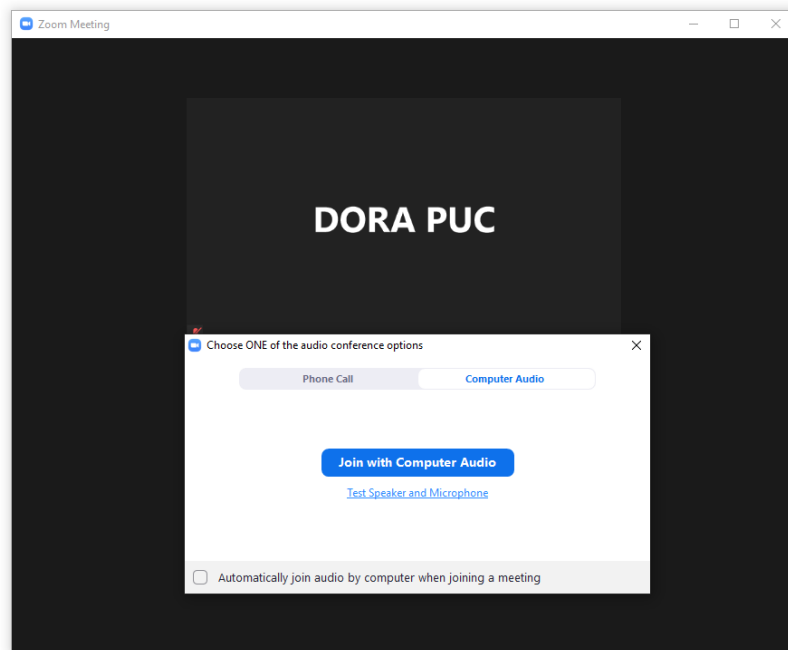 Zoom Meeting
DORA PUC
Choose ONE of the audio conference options
Phone Call
Computer Audio
Join with Computer Audio
Test Speaker and Microphone
Automatically join audio by computer when joining a meeting